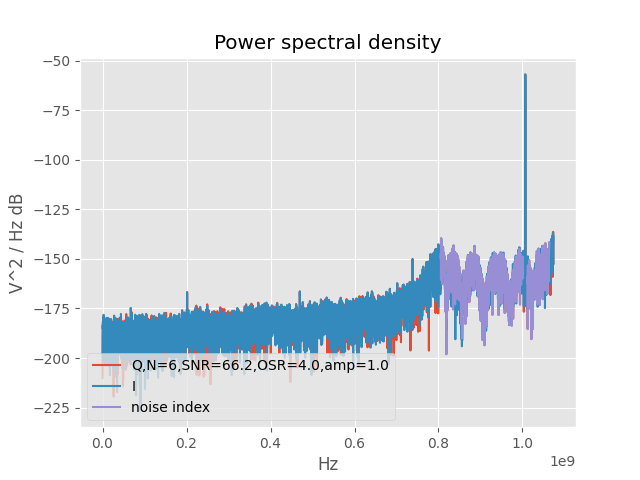 Power spectral density
−50
−75
−100
−125
−150
−175
−200
−225
V^2 / Hz dB
Q,N=6,SNR=66.2,OSR=4.0,amp=1.0
I
noise index
0.0 0.2 0.4 0.6 0.8 1.0
1e9
Hz